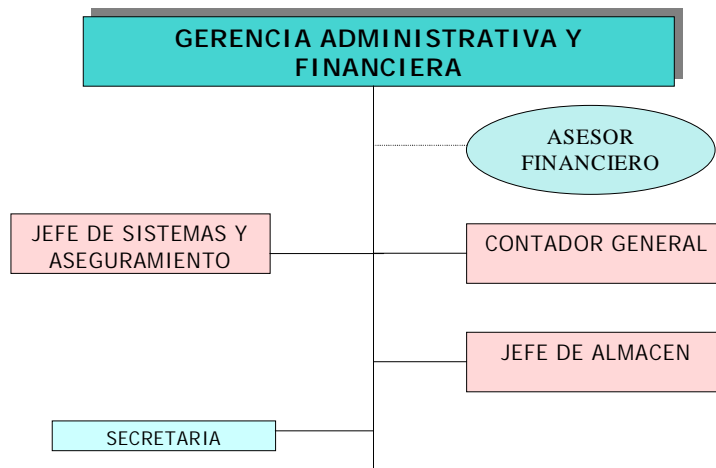 GERENCIA ADMINISTRATIVA Y
FINANCIERA
ASESOR
FINANCIERO
JEFE DE SISTEMAS Y
ASEGURAMIENTO
CONTADOR GENERAL
JEFE DE ALMACEN
SECRETARIA